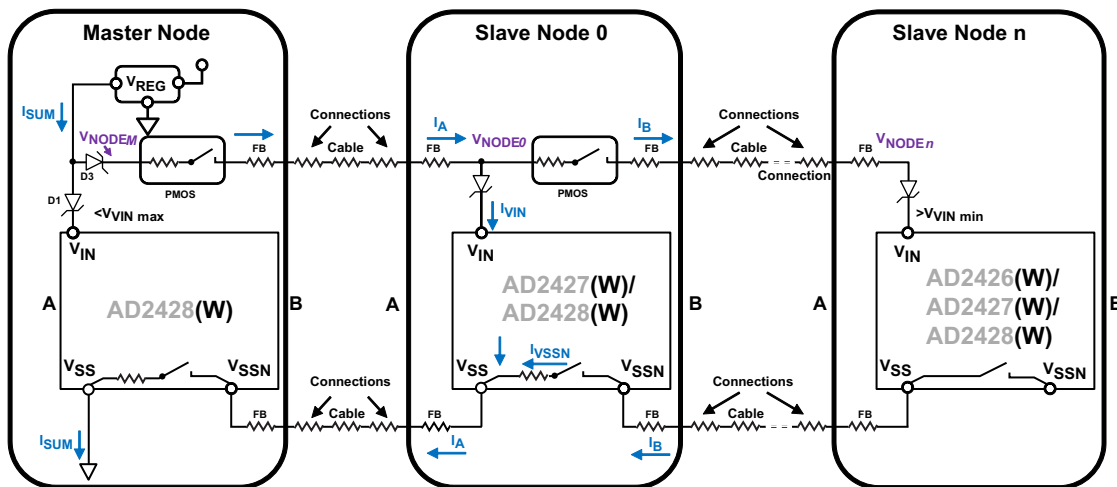 Master Node
Slave Node 0
Slave Node n
VREG
ISUM
VNODEM
D3
D1
PMOS
FB
<VVIN max
VIN
Connections
Cable
IA
FB
VNODE0
IB
PMOS
FB
IVIN
VIN
Connections
Cable
Connection
FB
VNODEn
>VVIN min
VIN
A
AD2428(W)
B
A
AD2427(W)/
AD2428(W)
B
A
AD2426(W)/
AD2427(W)/
AD2428(W)
B
VSS
VSSN
FB
ISUM
Connections
Cable
FB
IA
VSS
IVSSN
VSSN
FB
IB
Connections
Cable
FB
VSS
VSSN